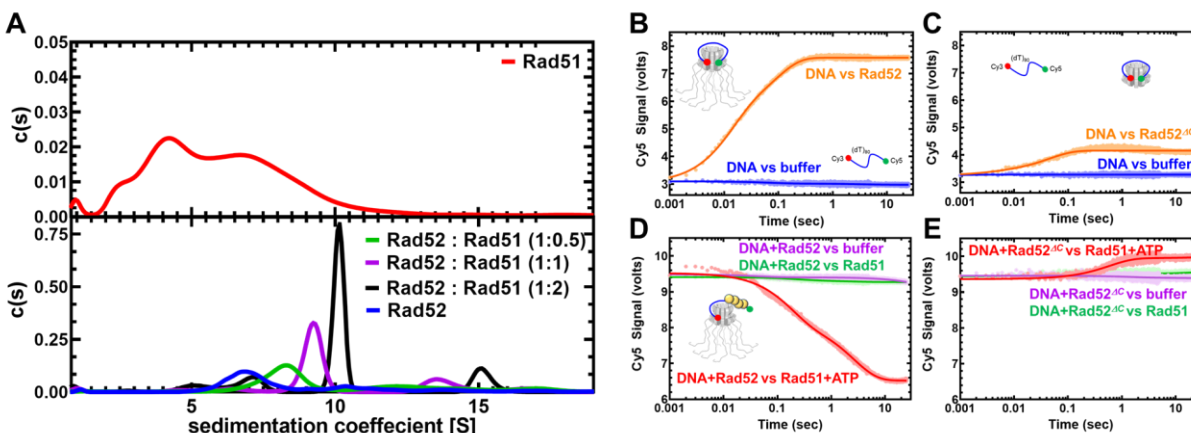 A
c(s)
0.05
0.04
0.03
0.02
0.01
0.00
Rad51
c(s)
0.75
0.50
0.25
0.00
Rad52 : Rad51 (1:0.5)
Rad52 : Rad51 (1:1)
Rad52 : Rad51 (1:2)
Rad52
5
10
15
sedimentation coeffecient [S]
B
Cy5 Signal (volts)
8
7
6
5
4
3
DNA vs Rad52
DNA vs buffer
Cy3
(dT)80
Cy5
0.001
0.01
0.1
1
10
Time (sec)
C
Cy5 Signal (volts)
8
7
6
5
4
3
Cy3
(dT)80
Cy5
DNA vs Rad52ΔC
DNA vs buffer
0.001
0.01
0.1
1
10
Time (sec)
D
Cy5 Signal (volts)
10
9
8
7
6
DNA+Rad52 vs buffer
DNA+Rad52 vs Rad51
DNA+Rad52 vs Rad51+ATP
0.001
0.01
0.1
1
10
Time (sec)
E
Cy5 Signal (volts)
10
9
8
7
6
DNA+Rad52ΔC vs Rad51+ATP
DNA+Rad52ΔC vs buffer
DNA+Rad52ΔC vs Rad51
0.001
0.01
0.1
1
10
Time (sec)